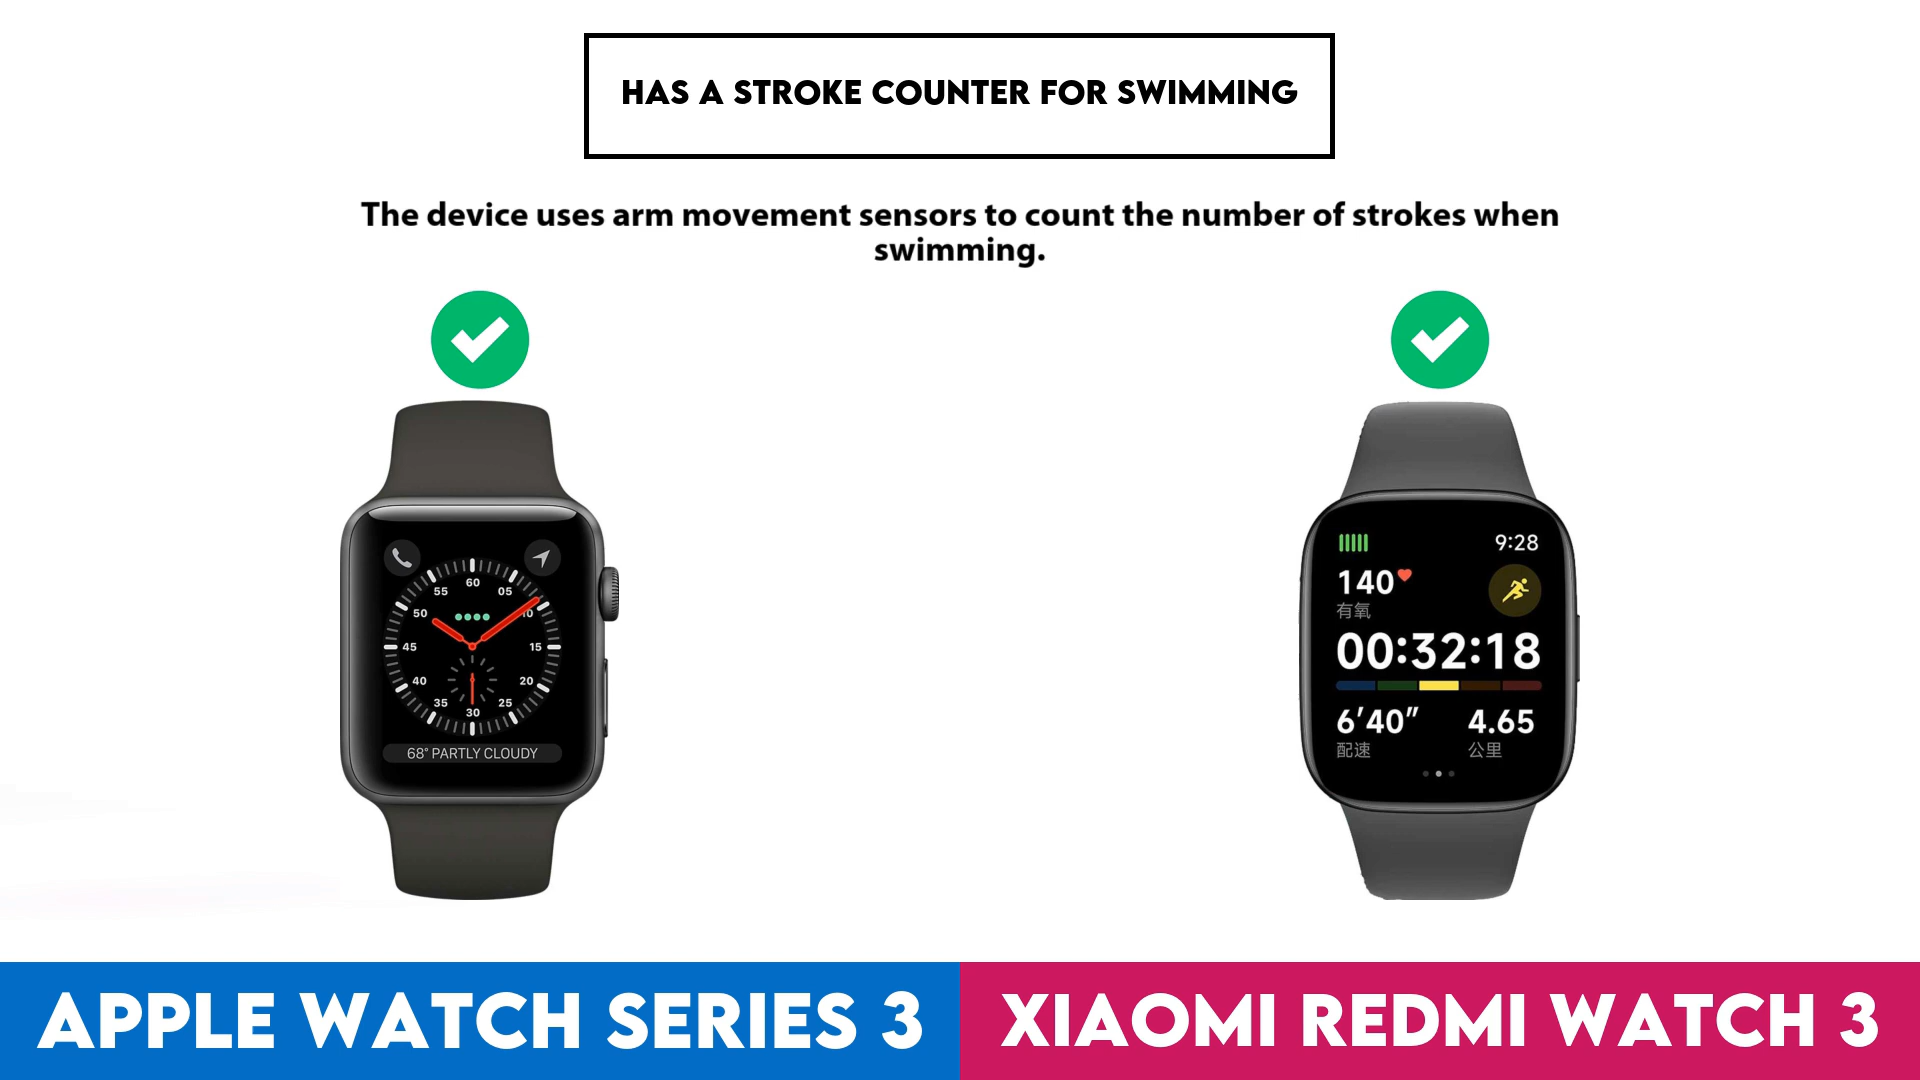 HAS A STROKE COUNTER FOR SWIMMING
The device uses arm movement sensors to count the number of strokes when
swimming.
60
55 05
50 10
45 15
40 20
35 25
30
68° PARTLY CLOUDY
9:28
140
有氧
00:32:18
6'40" 4.65
配速 公里
APPLE WATCH SERIES 3
XIAOMI REDMI WATCH 3